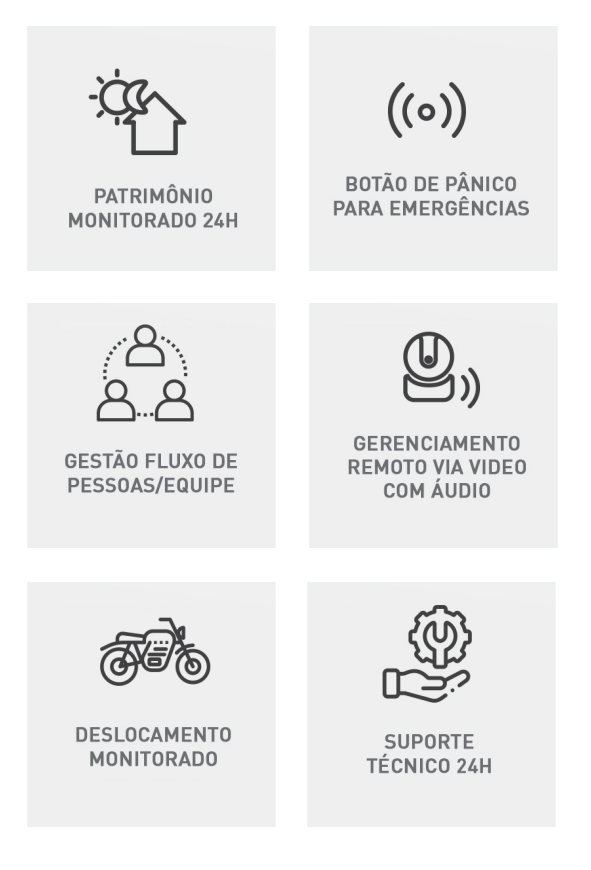 PATRIMÔNIO
MONITORADO 24H
BOTÃO DE PÂNICO
PARA EMERGÊNCIAS
GESTÃO FLUXO DE
PESSOAS/EQUIPE
GERENCIAMENTO
REMOTO VIA VIDEO
COM ÁUDIO
DESLOCAMENTO
MONITORADO
SUPORTE
TÉCNICO 24H